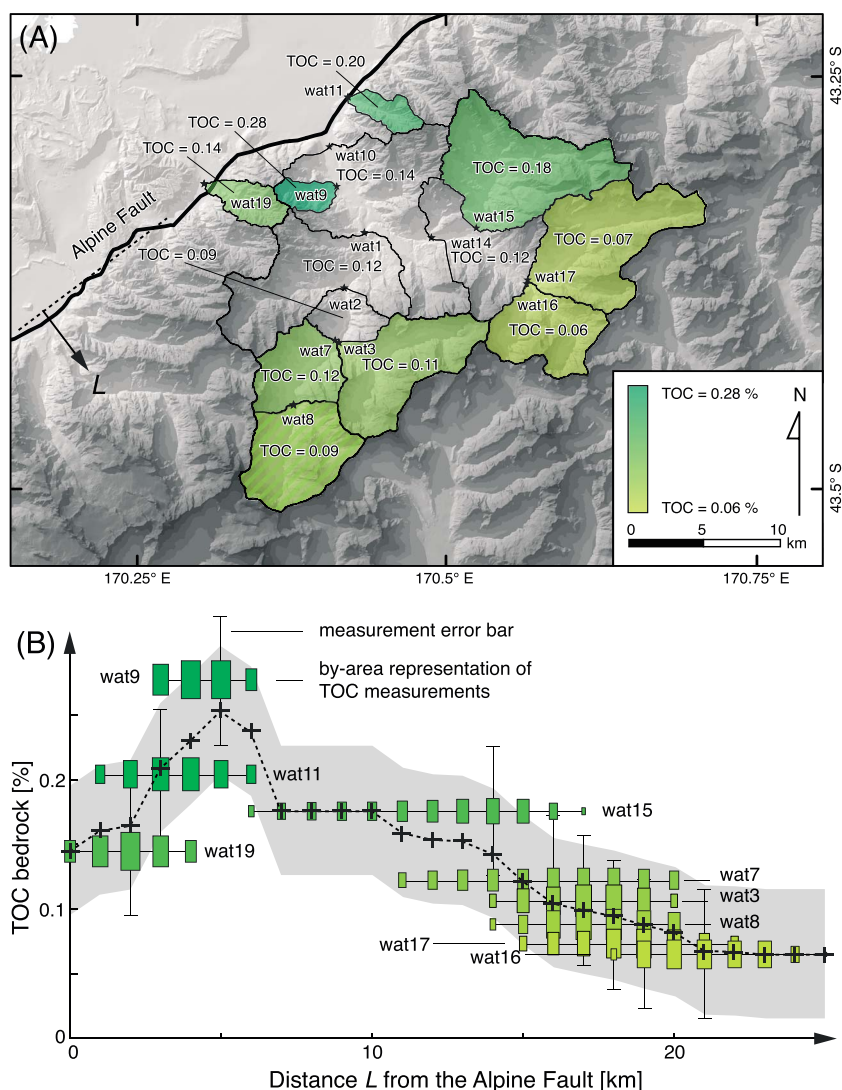 (A)
TOC =
0.20
wat11
TOC = 0.28
TOC = 0.14
wat10
TOC = 0.14
TOC = 0.18
wat9
wat19
wat15
Alpine Fault
TOC = 0.09
wat1
TOC = 0.12
wat14
TOC = 0.12
TOC = 0.07
wat17
wat2
wat16
TOC = 0.06
wat7
wat3
TOC = 0.11
TOC = 0.12
L
wat8
TOC = 0.09
TOC = 0.28 %
N
TOC = 0.06 %
0 5 10
km
43.25° S
43.5° S
170.25° E 170.5° E 170.75° E
(B)
measurement error bar
by-area representation of
TOC measurements
wat9
wat11
wat19
wat15
wat7
wat3
wat8
wat17
wat16
TOC bedrock [%]
0.2
0.1
0
0 10 20
Distance L from the Alpine Fault [km]